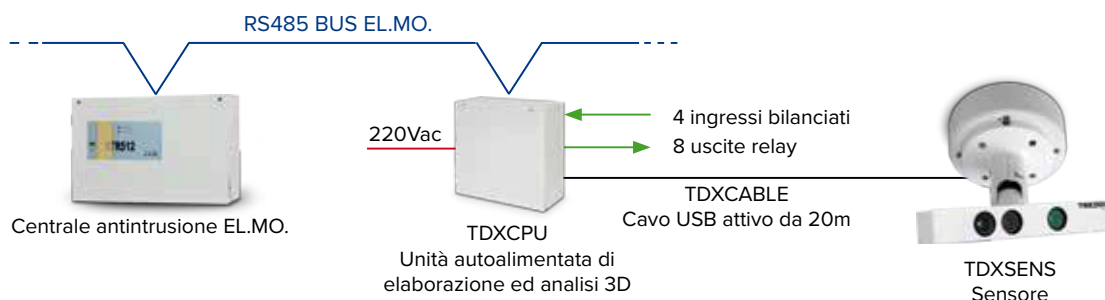 RS485 BUS EL.MO.
220Vac
4 ingressi bilanciati
8 uscite relay
TDXCABLE
Cavo USB attivo da 20m
Centrale antintrusione EL.MO.
TDXCPU
Unità autoalimentata di
elaborazione ed analisi 3D
TDXSENS
Sensore